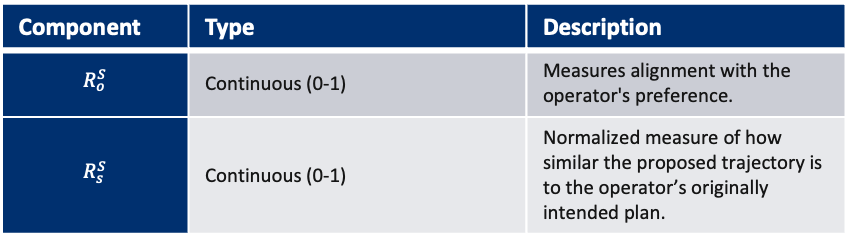 Component Type Description
R_o^S Continuous (0-1) Measures alignment with the
operator's preference.
R_s^S Continuous (0-1) Normalized measure of how
similar the proposed trajectory is
to the operator’s originally
intended plan.